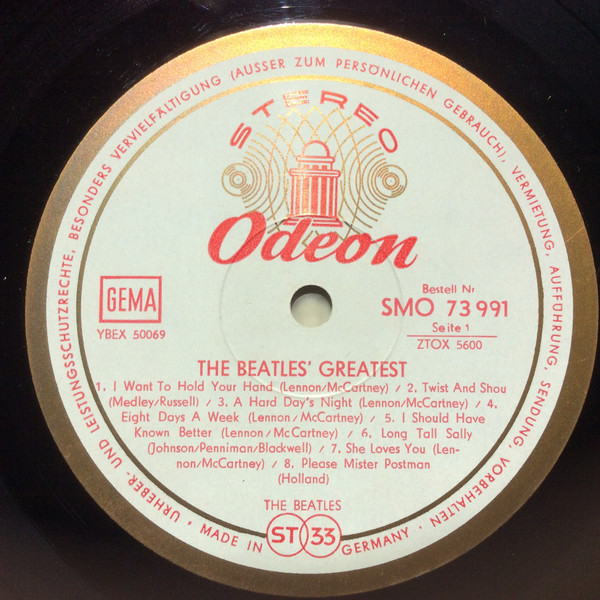 URHEBER- UND LEISTUNGSSCHUTZRECHTE, BESONDERS VERVIELFÄLTIGUNG (AUSSER ZUM PERSÖNLICHEN GEBRAUCH), VERMIETUNG, AUFFÜHRUNG, SENDUNG, VORBEHALTEN
STEREO
Odeon
GEMA
YBEX 50069
Bestell Nr
SMO 73 991
Seite 1
ZTOX 5600
THE BEATLES' GREATEST
1. I Want To Hold Your Hand (Lennon/McCartney) / 2. Twist And Shou
(Medley/Russell) / 3. A Hard Day's Night (Lennon/McCartney) / 4.
Eight Days A Week (Lennon/McCartney) / 5. I Should Have
Known Better (Lennon/McCartney) / 6. Long Tall Sally
(Johnson/Penniman/Blackwell) / 7. She Loves You (Len-
non/McCartney) / 8. Please Mister Postman
(Holland)
THE BEATLES
• MADE IN ST 33 GERMANY •